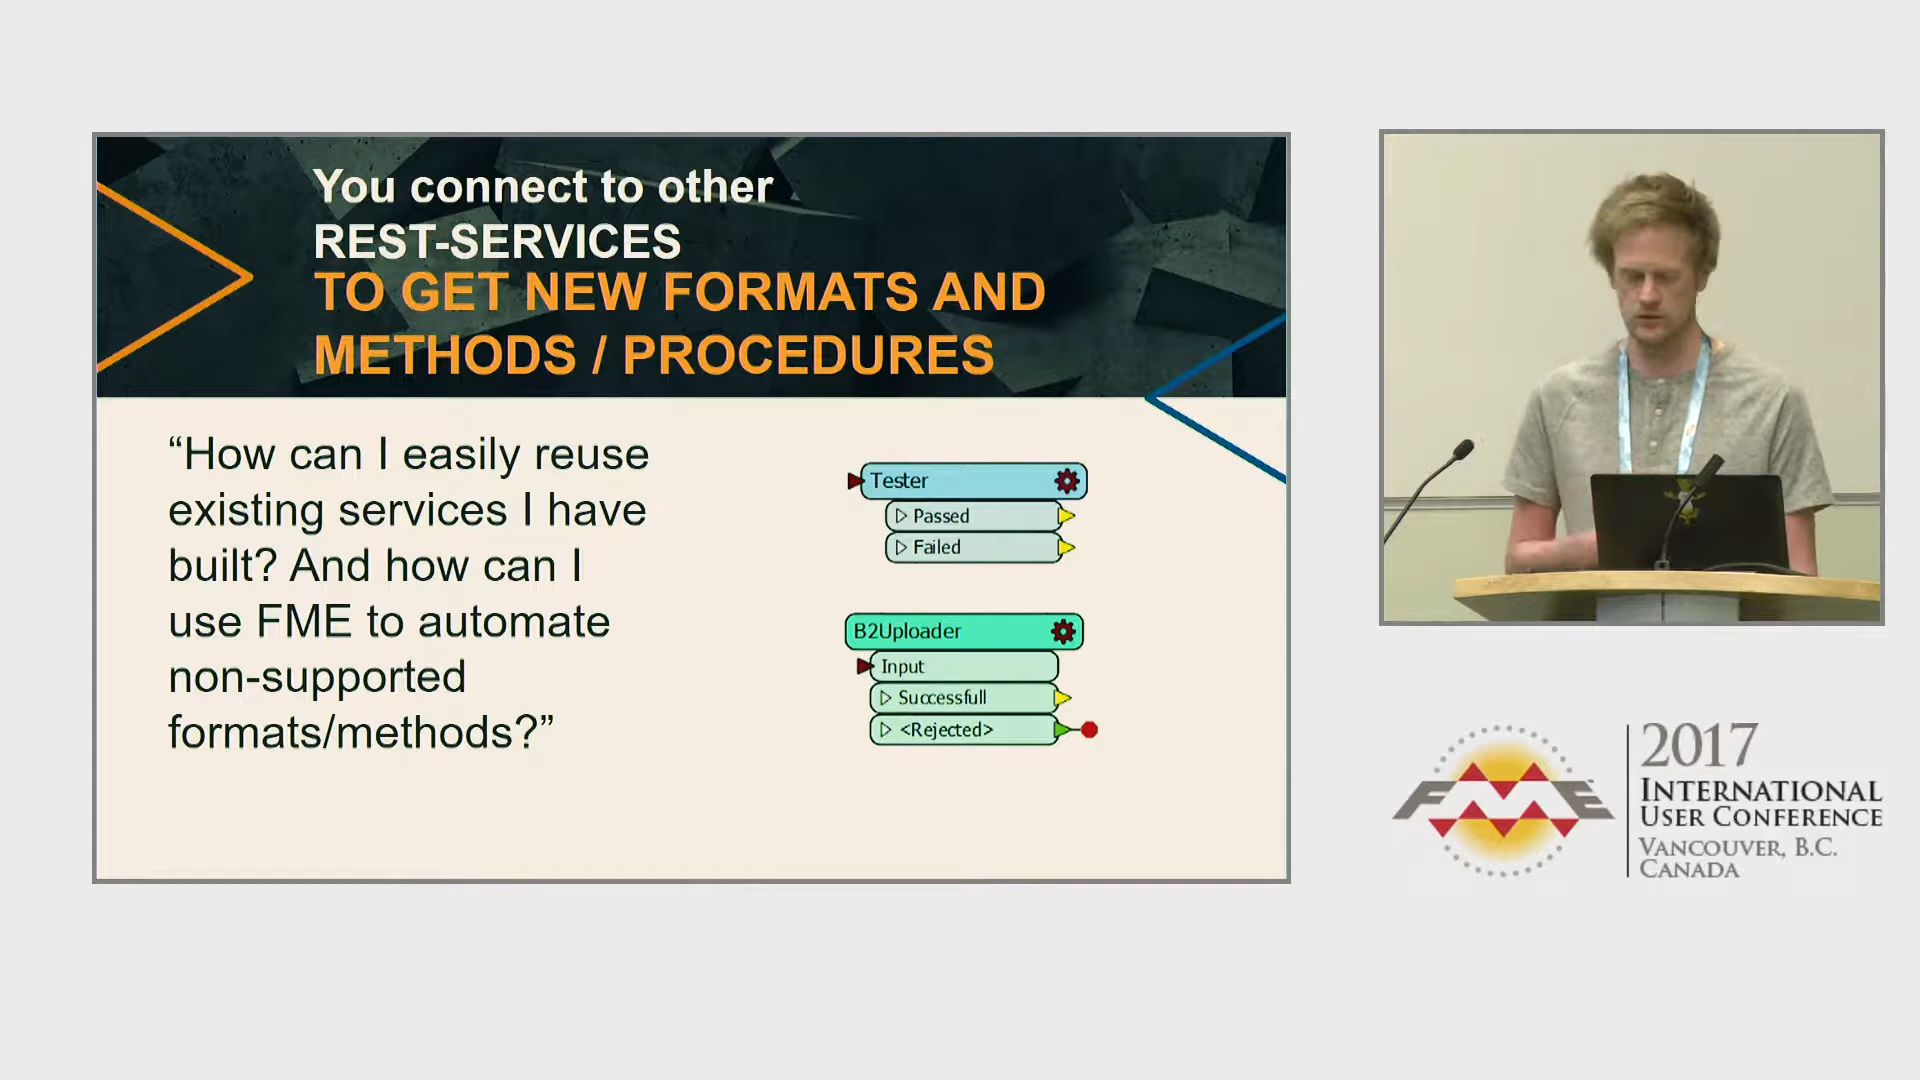 You connect to other
REST-SERVICES
TO GET NEW FORMATS AND
METHODS / PROCEDURES
“How can I easily reuse
existing services I have
built? And how can I
use FME to automate
non-supported
formats/methods?”
Tester
Passed
Failed
B2Uploader
Input
Successfull
<Rejected>
FME
2017
INTERNATIONAL
USER CONFERENCE
VANCOUVER, B.C.
CANADA